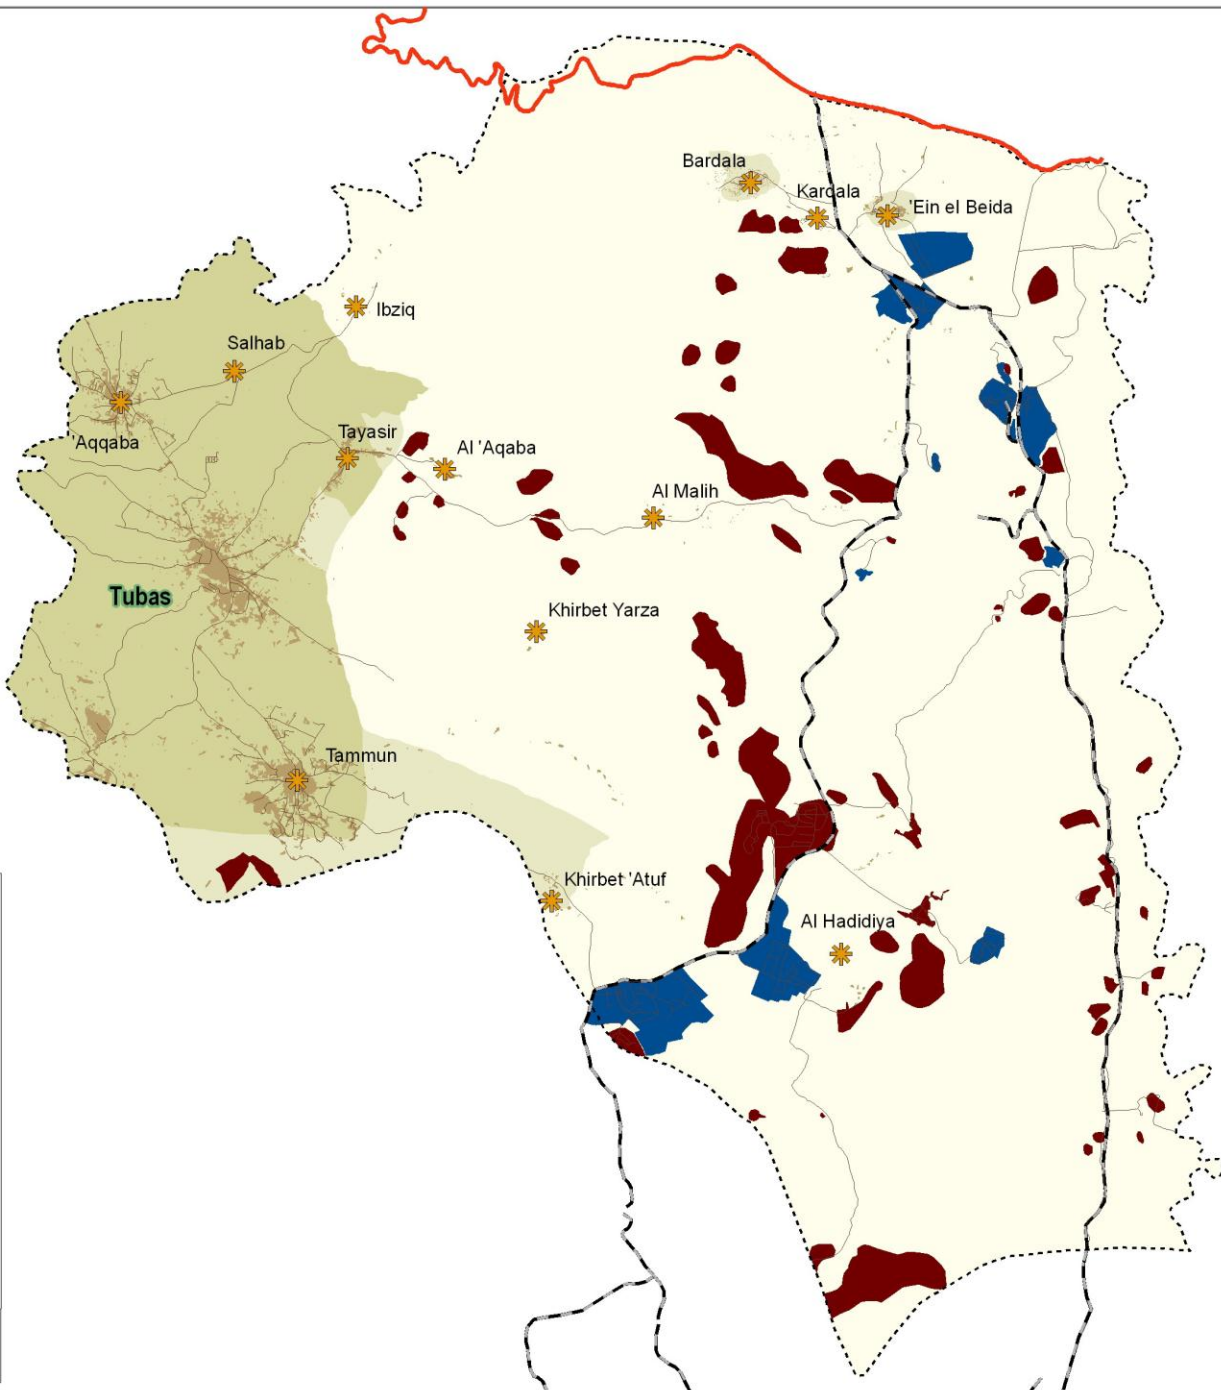 Bardala
Kardala
'Ein el Beida
Ibziq
Salhab
'Aqqaba
Tayasir
Al 'Aqaba
Al Malih
Tubas
Khirbet Yarza
Tammun
Khirbet 'Atuf
Al Hadidiya